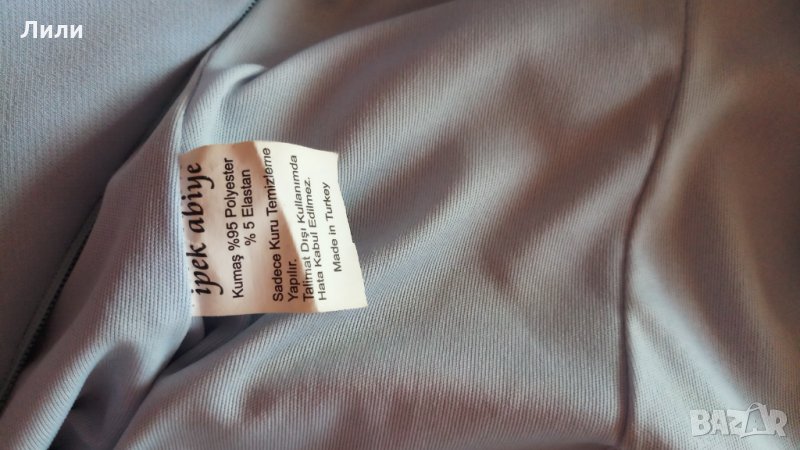 Лили
ipek abiye
Kumaş %95 Polyester
% 5 Elastan
Sadece Kuru Temizleme
Yapılır.
Talimat Dışı Kullanımda
Hata Kabul Edilmez.
Made in Turkey
BAZAR